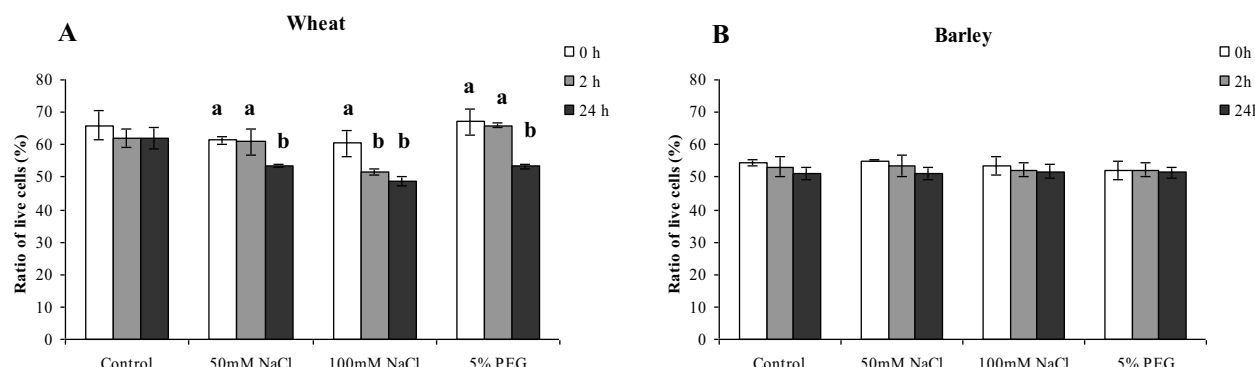 A
Wheat
0 h
2 h
24 h
80
70
60
50
40
30
20
10
0
Ratio of live cells (%)
a a b
a b b
a a b
Control 50mM NaCl 100mM NaCl 5% PEG
B
Barley
0h
2h
24h
80
70
60
50
40
30
20
10
0
Ratio of live cells (%)
Control 50mM NaCl 100mM NaCl 5% PEG